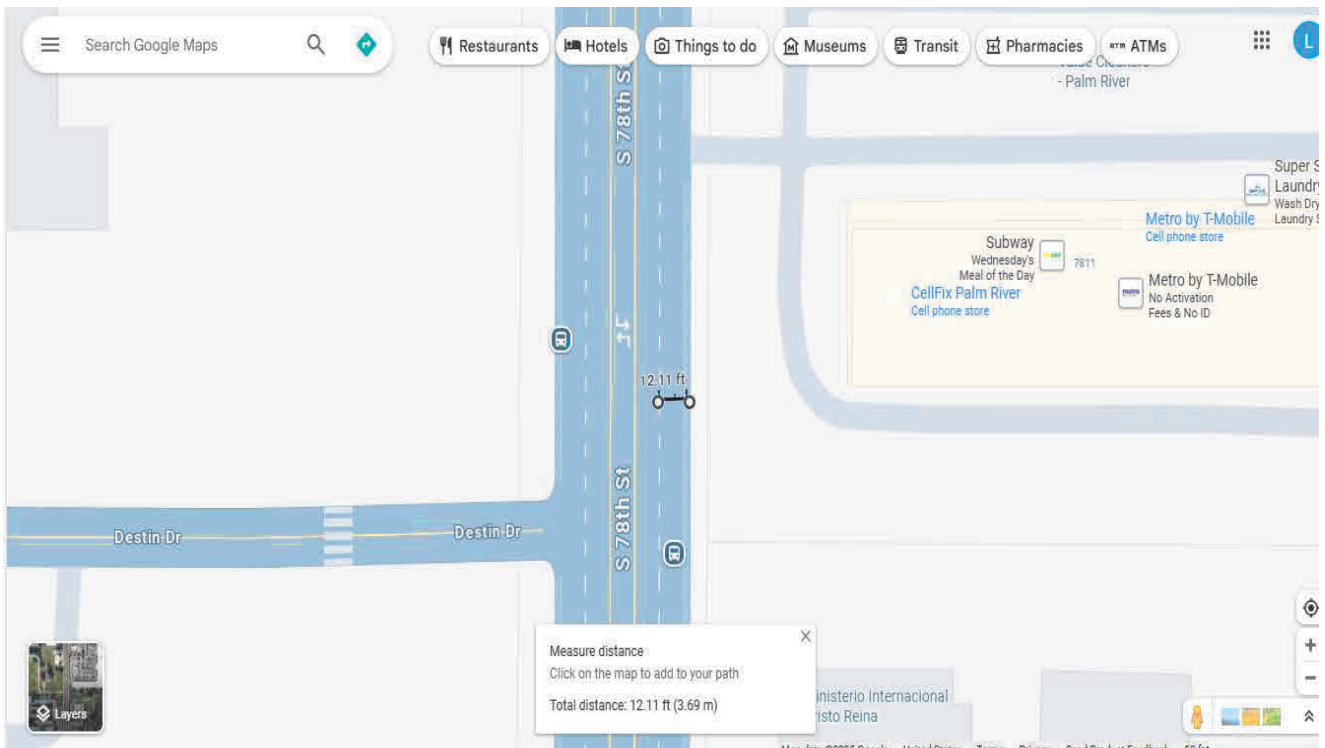 Search Google Maps
Restaurants
Hotels
Things to do
Museums
Transit
Pharmacies
ATM
ATMs
L
- Palm River
S 78th St
Super S
Laundry
Wash Dry
Laundry S
Metro by T-Mobile
Cell phone store
Subway
Wednesday's
Meal of the Day
7811
CellFix Palm River
Cell phone store
metro
Metro by T-Mobile
No Activation
Fees & No ID
12.11 ft
S 78th St
Destin Dr
Destin Dr
Measure distance
Click on the map to add to your path
Total distance: 12.11 ft (3.69 m)
Layers
inisterio Internacional
risto Reina